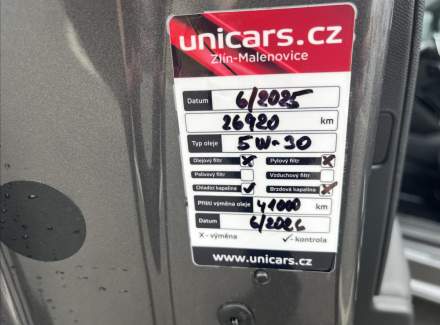 unicars.cz
Zlín-Malenovice
Datum 6/2025
26920 km
Typ oleje 5W-30
Olejový filtr X Pylový filtr X
Palivový filtr Vzduchový filtr
Chladící kapalina ✓ Brzdová kapalina X
Příští výměna oleje 41000 km
Datum 6/2026
X - výměna ✓ - kontrola
www.unicars.cz